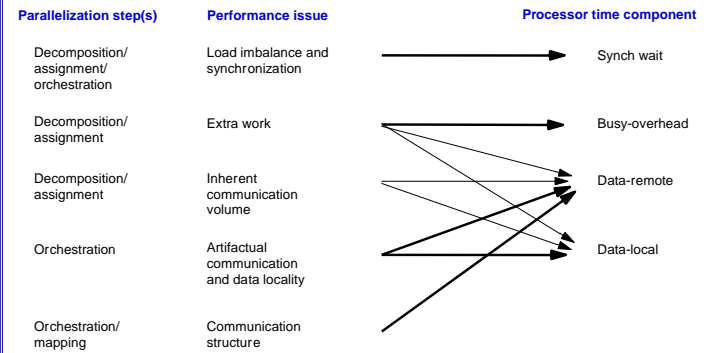 Parallelization step(s) Performance issue Processor time component
Decomposition/ Load imbalance and Synch wait
assignment/ synchronization
orchestration
Decomposition/ Extra work Busy-overhead
assignment
Decomposition/ Inherent Data-remote
assignment communication
volume
Orchestration Artifactual Data-local
communication
and data locality
Orchestration/ Communication
mapping structure